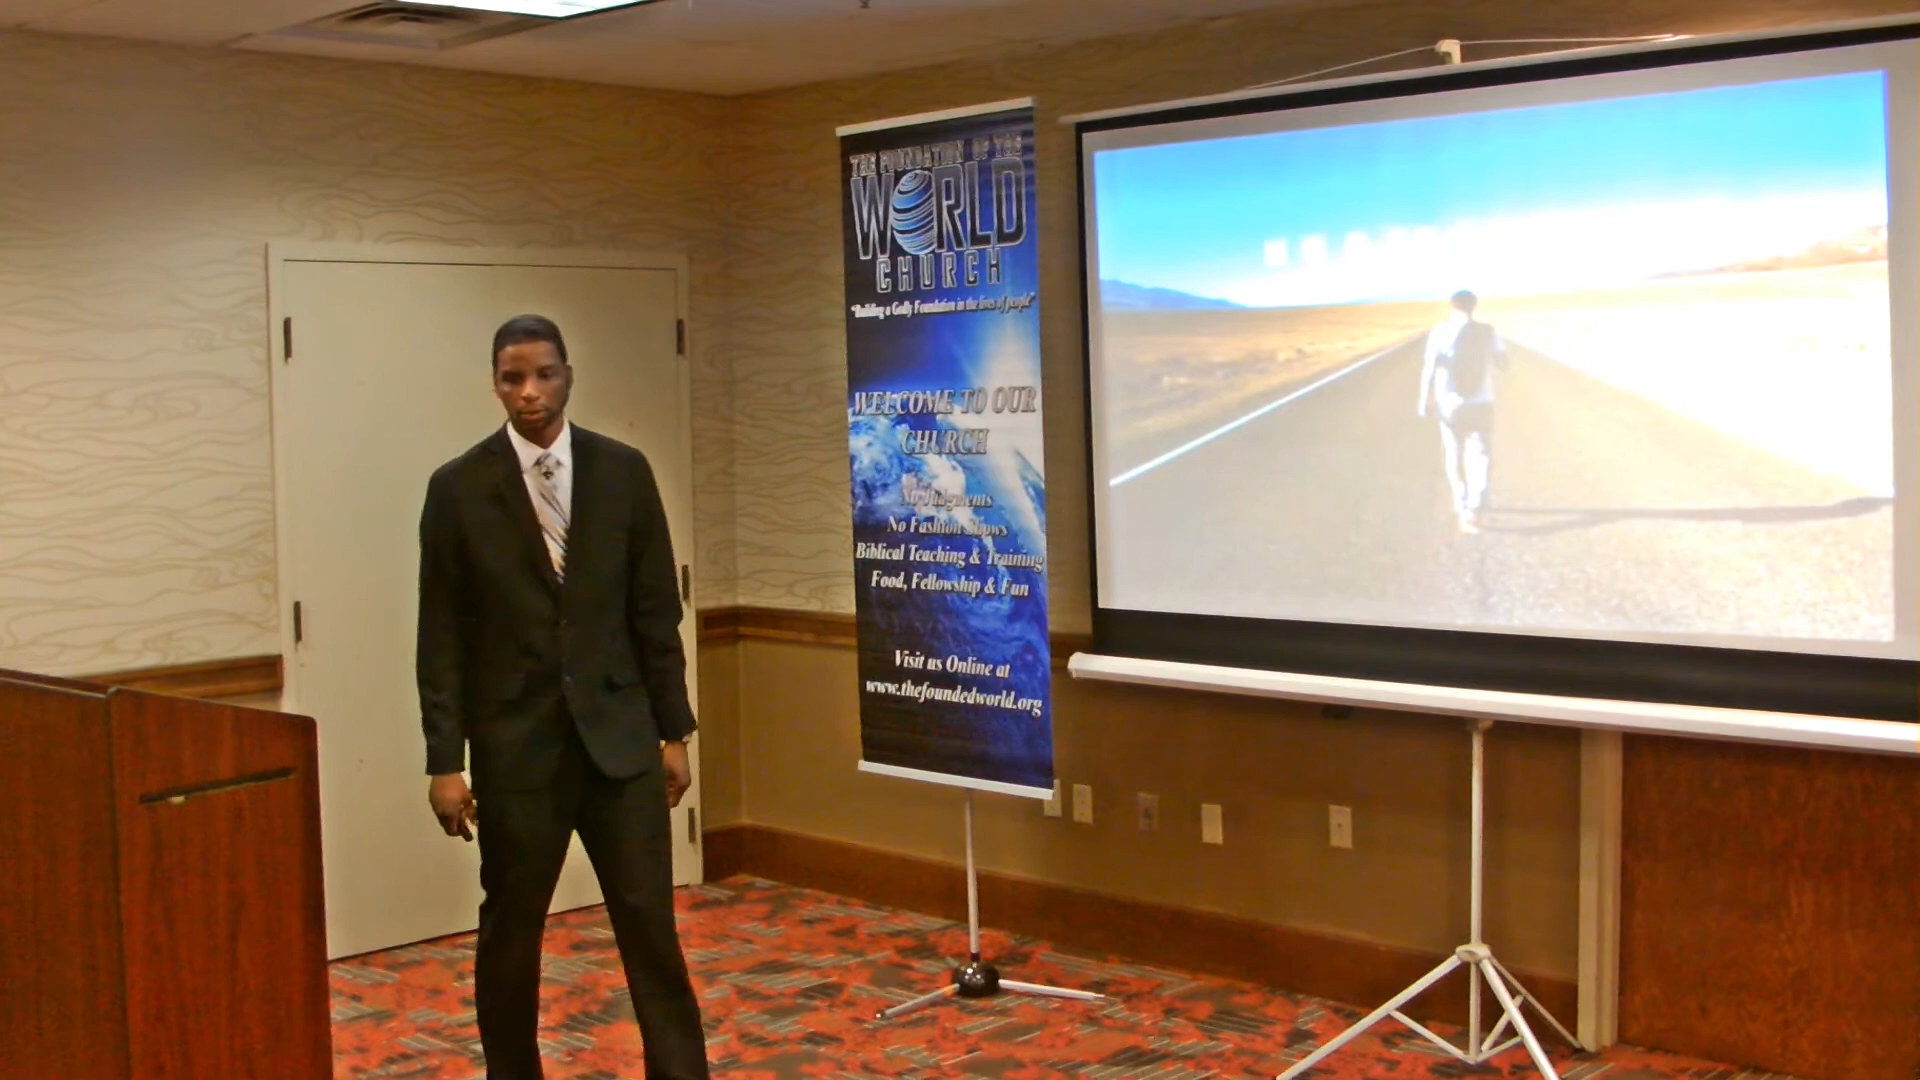 THE FOUNDATION OF THE
WORLD
CHURCH
"Building a Godly Foundation in the lives of people"
WELCOME TO OUR
CHURCH
No Judgments
No Fashion Shows
Biblical Teaching & Training
Food, Fellowship & Fun
Visit us Online at
www.thefoundedworld.org